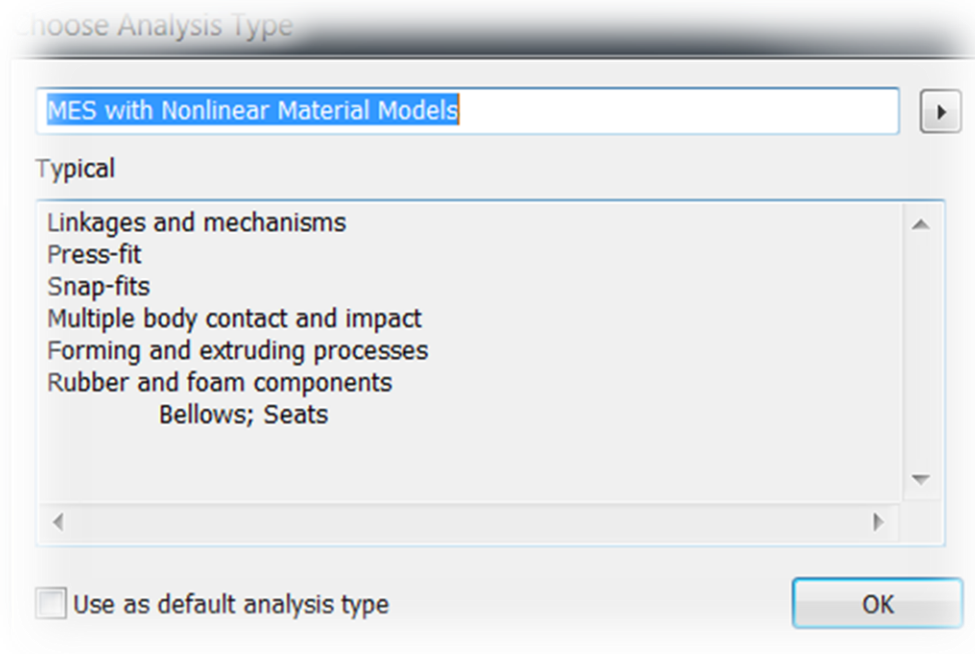 Choose Analysis Type
MES with Nonlinear Material Models
Typical
Linkages and mechanisms
Press-fit
Snap-fits
Multiple body contact and impact
Forming and extruding processes
Rubber and foam components
Bellows; Seats
Use as default analysis type
OK